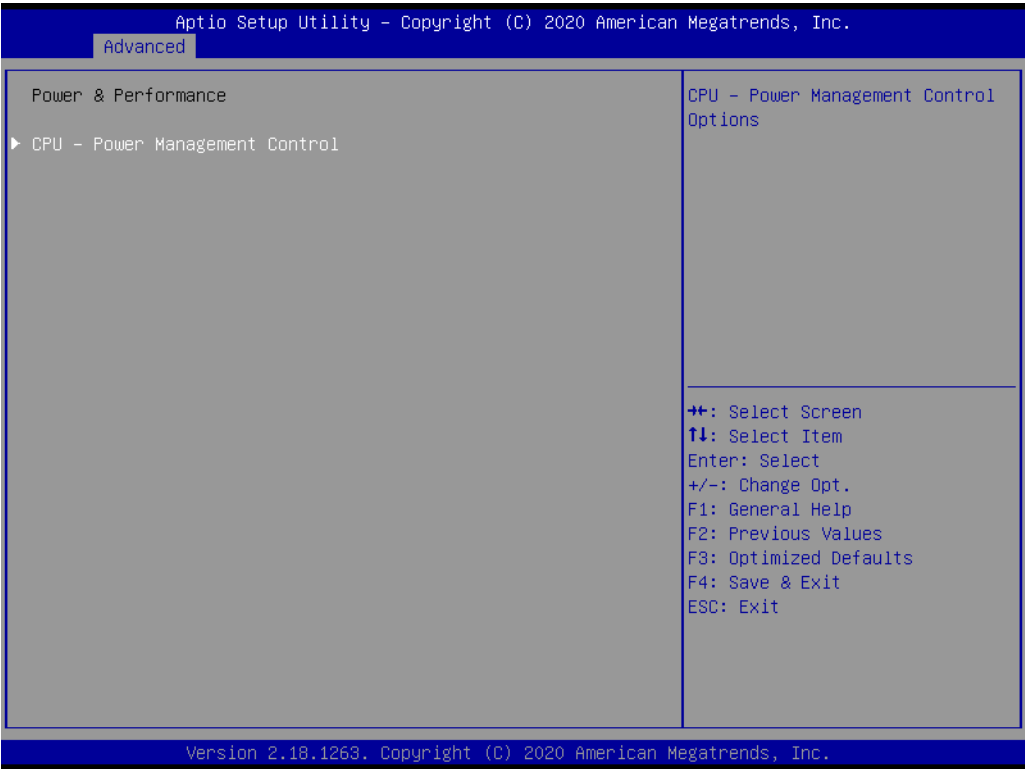 Aptio Setup Utility – Copyright (C) 2020 American Megatrends, Inc.
Advanced
Power & Performance
▶ CPU – Power Management Control
CPU – Power Management Control
Options
→←: Select Screen
↑↓: Select Item
Enter: Select
+/-: Change Opt.
F1: General Help
F2: Previous Values
F3: Optimized Defaults
F4: Save & Exit
ESC: Exit
Version 2.18.1263. Copyright (C) 2020 American Megatrends, Inc.